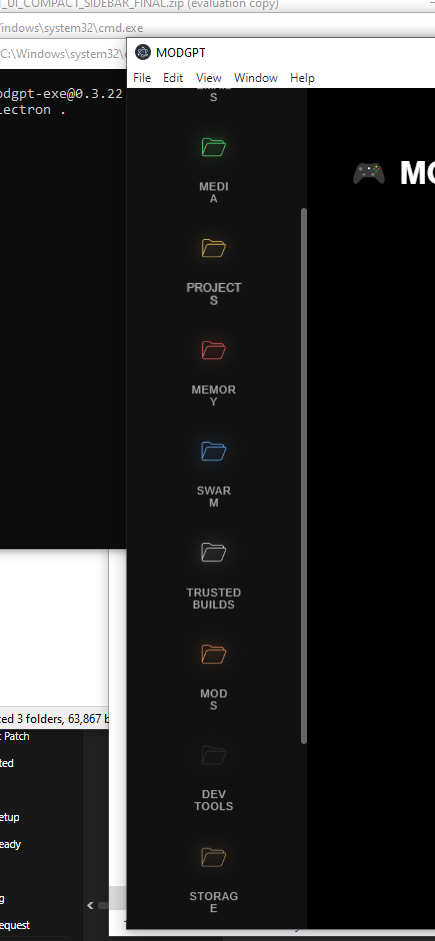 _UI_COMPACT_SIDEBAR_FINAL.zip (evaluation copy)
indows\system32\cmd.exe
C:\Windows\system32\
MODGPT
File Edit View Window Help
odgpt-exe@0.3.22
lectron .
S
MEDI
A
PROJECT
S
MEMOR
Y
SWAR
M
TRUSTED
BUILDS
MOD
S
DEV
TOOLS
STORAG
E
MO
ted 3 folders, 63,867 b
t Patch
ted
etup
eady
g
equest